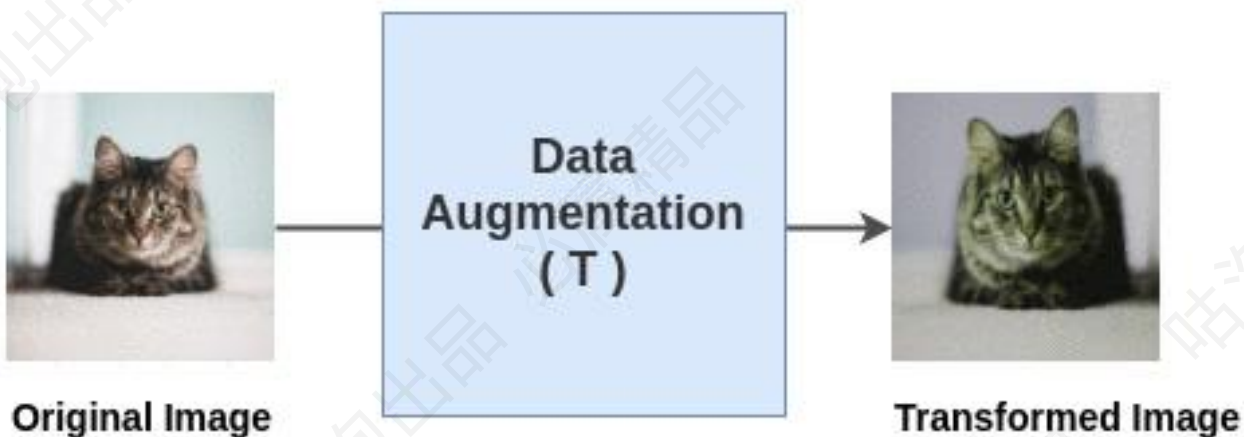 Data
Augmentation
( T )
Original Image
Transformed Image